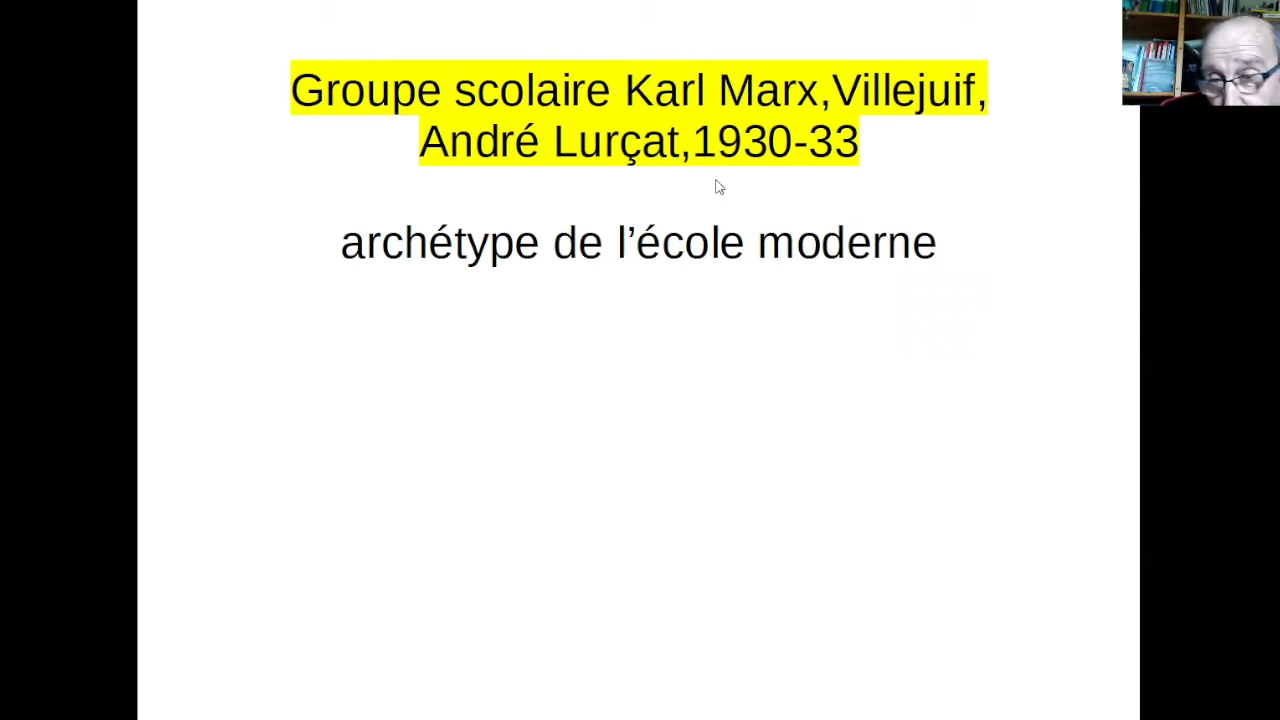 Groupe scolaire Karl Marx,Villejuif,
André Lurçat,1930-33
archétype de l’école moderne